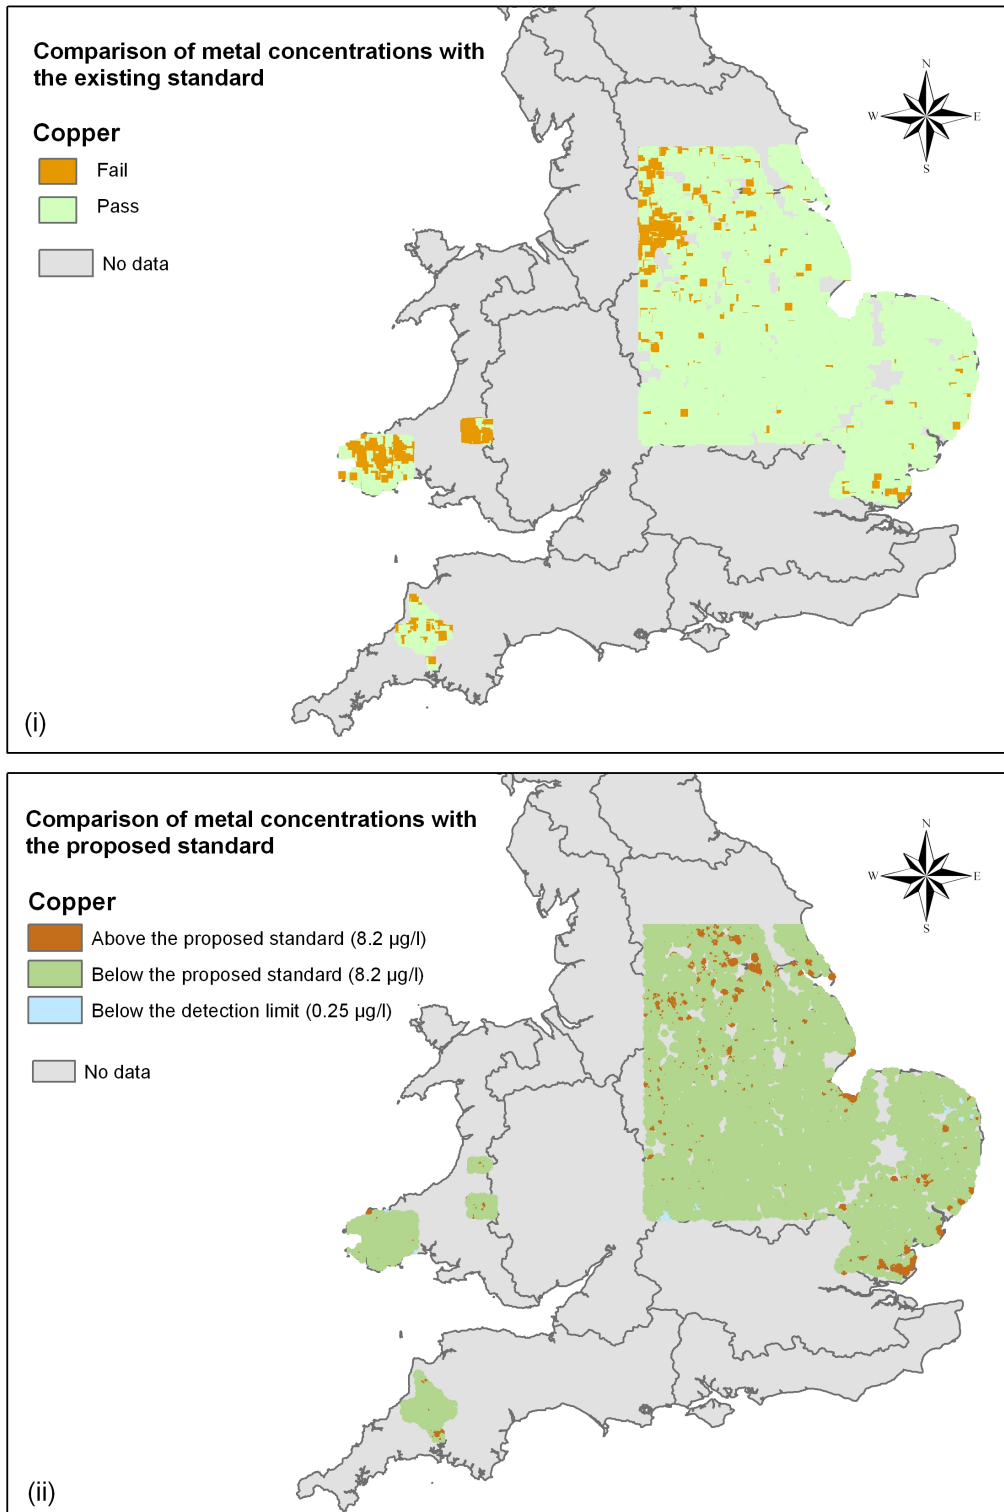 Comparison of metal concentrations with
the existing standard
Copper
Fail
Pass
No data
N
W
E
S
(i)
Comparison of metal concentrations with
the proposed standard
Copper
Above the proposed standard (8.2 µg/l)
Below the proposed standard (8.2 µg/l)
Below the detection limit (0.25 µg/l)
No data
N
W
E
S
(ii)